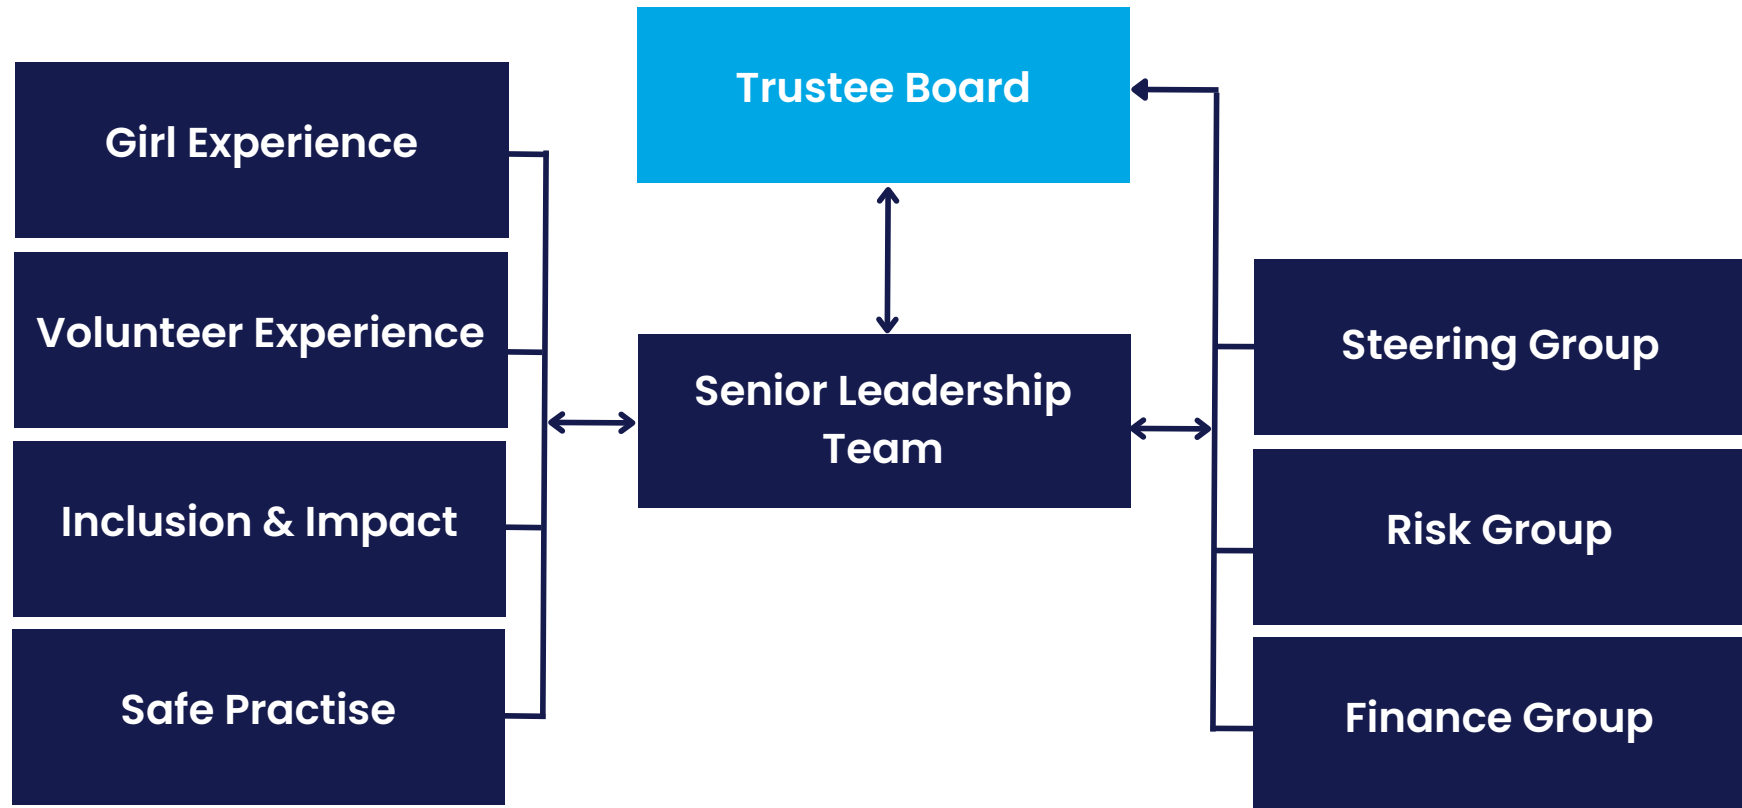 Trustee Board
Girl Experience
Volunteer Experience
Inclusion & Impact
Safe Practise
Senior Leadership
Team
Steering Group
Risk Group
Finance Group